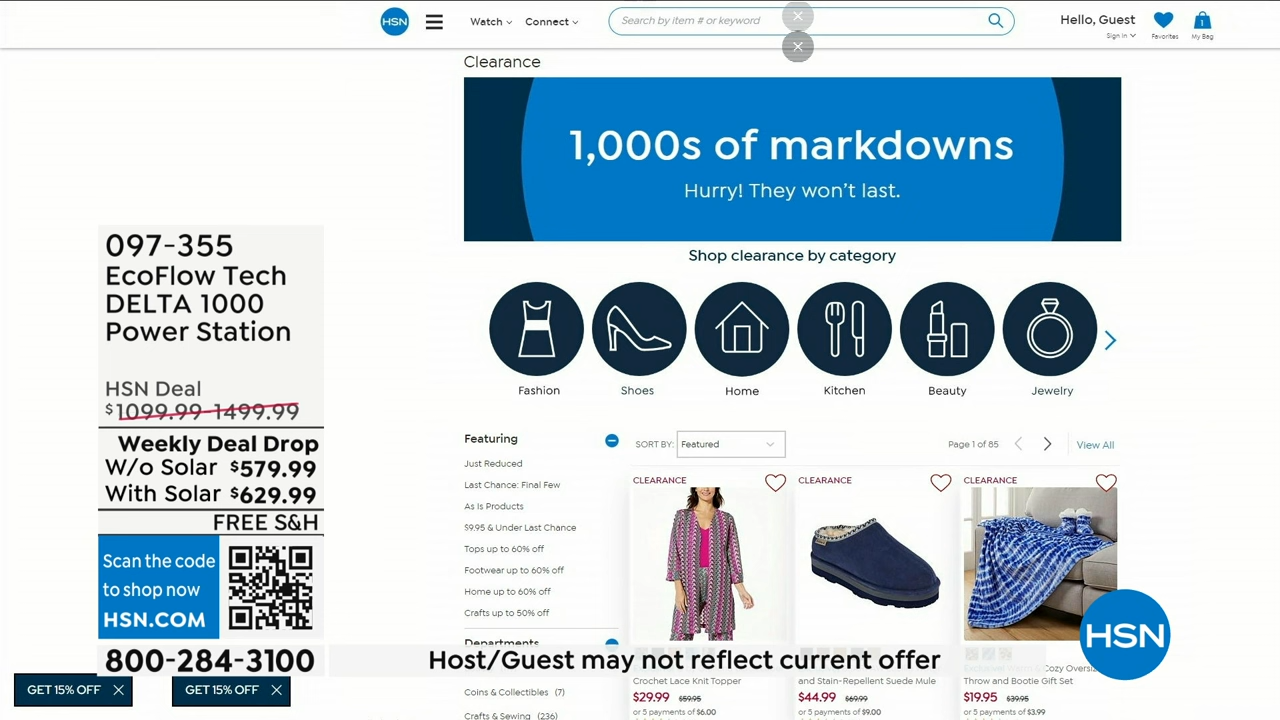 HSN
Watch
Connect
Search by item # or keyword
Hello, Guest
Sign In
Favorites
1
My Bag
Clearance
1,000s of markdowns
Hurry! They won't last.
Shop clearance by category
Fashion
Shoes
Home
Kitchen
Beauty
Jewelry
097-355
EcoFlow Tech
DELTA 1000
Power Station
HSN Deal
$1099.99-1499.99
Weekly Deal Drop
W/o Solar $579.99
With Solar $629.99
FREE S&H
Scan the code
to shop now
HSN.COM
800-284-3100
GET 15% OFF
GET 15% OFF
Featuring
Just Reduced
Last Chance: Final Few
As Is Products
$9.95 & Under Last Chance
Tops up to 60% off
Footwear up to 60% off
Home up to 60% off
Crafts up to 50% off
Departments
Coins & Collectibles (7)
Crafts & Sewing (236)
SORT BY: Featured
Page 1 of 85
View All
CLEARANCE
CLEARANCE
CLEARANCE
Host/Guest may not reflect current offer
HSN
Crochet Lace Knit Topper
$29.99 $59.95
or 5 payments of $6.00
and Stain-Repellent Suede Mule
$44.99 $69.99
or 5 payments of $9.00
Cozy Oversiz
Throw and Bootie Gift Set
$19.95 $39.95
or 5 payments of $3.99